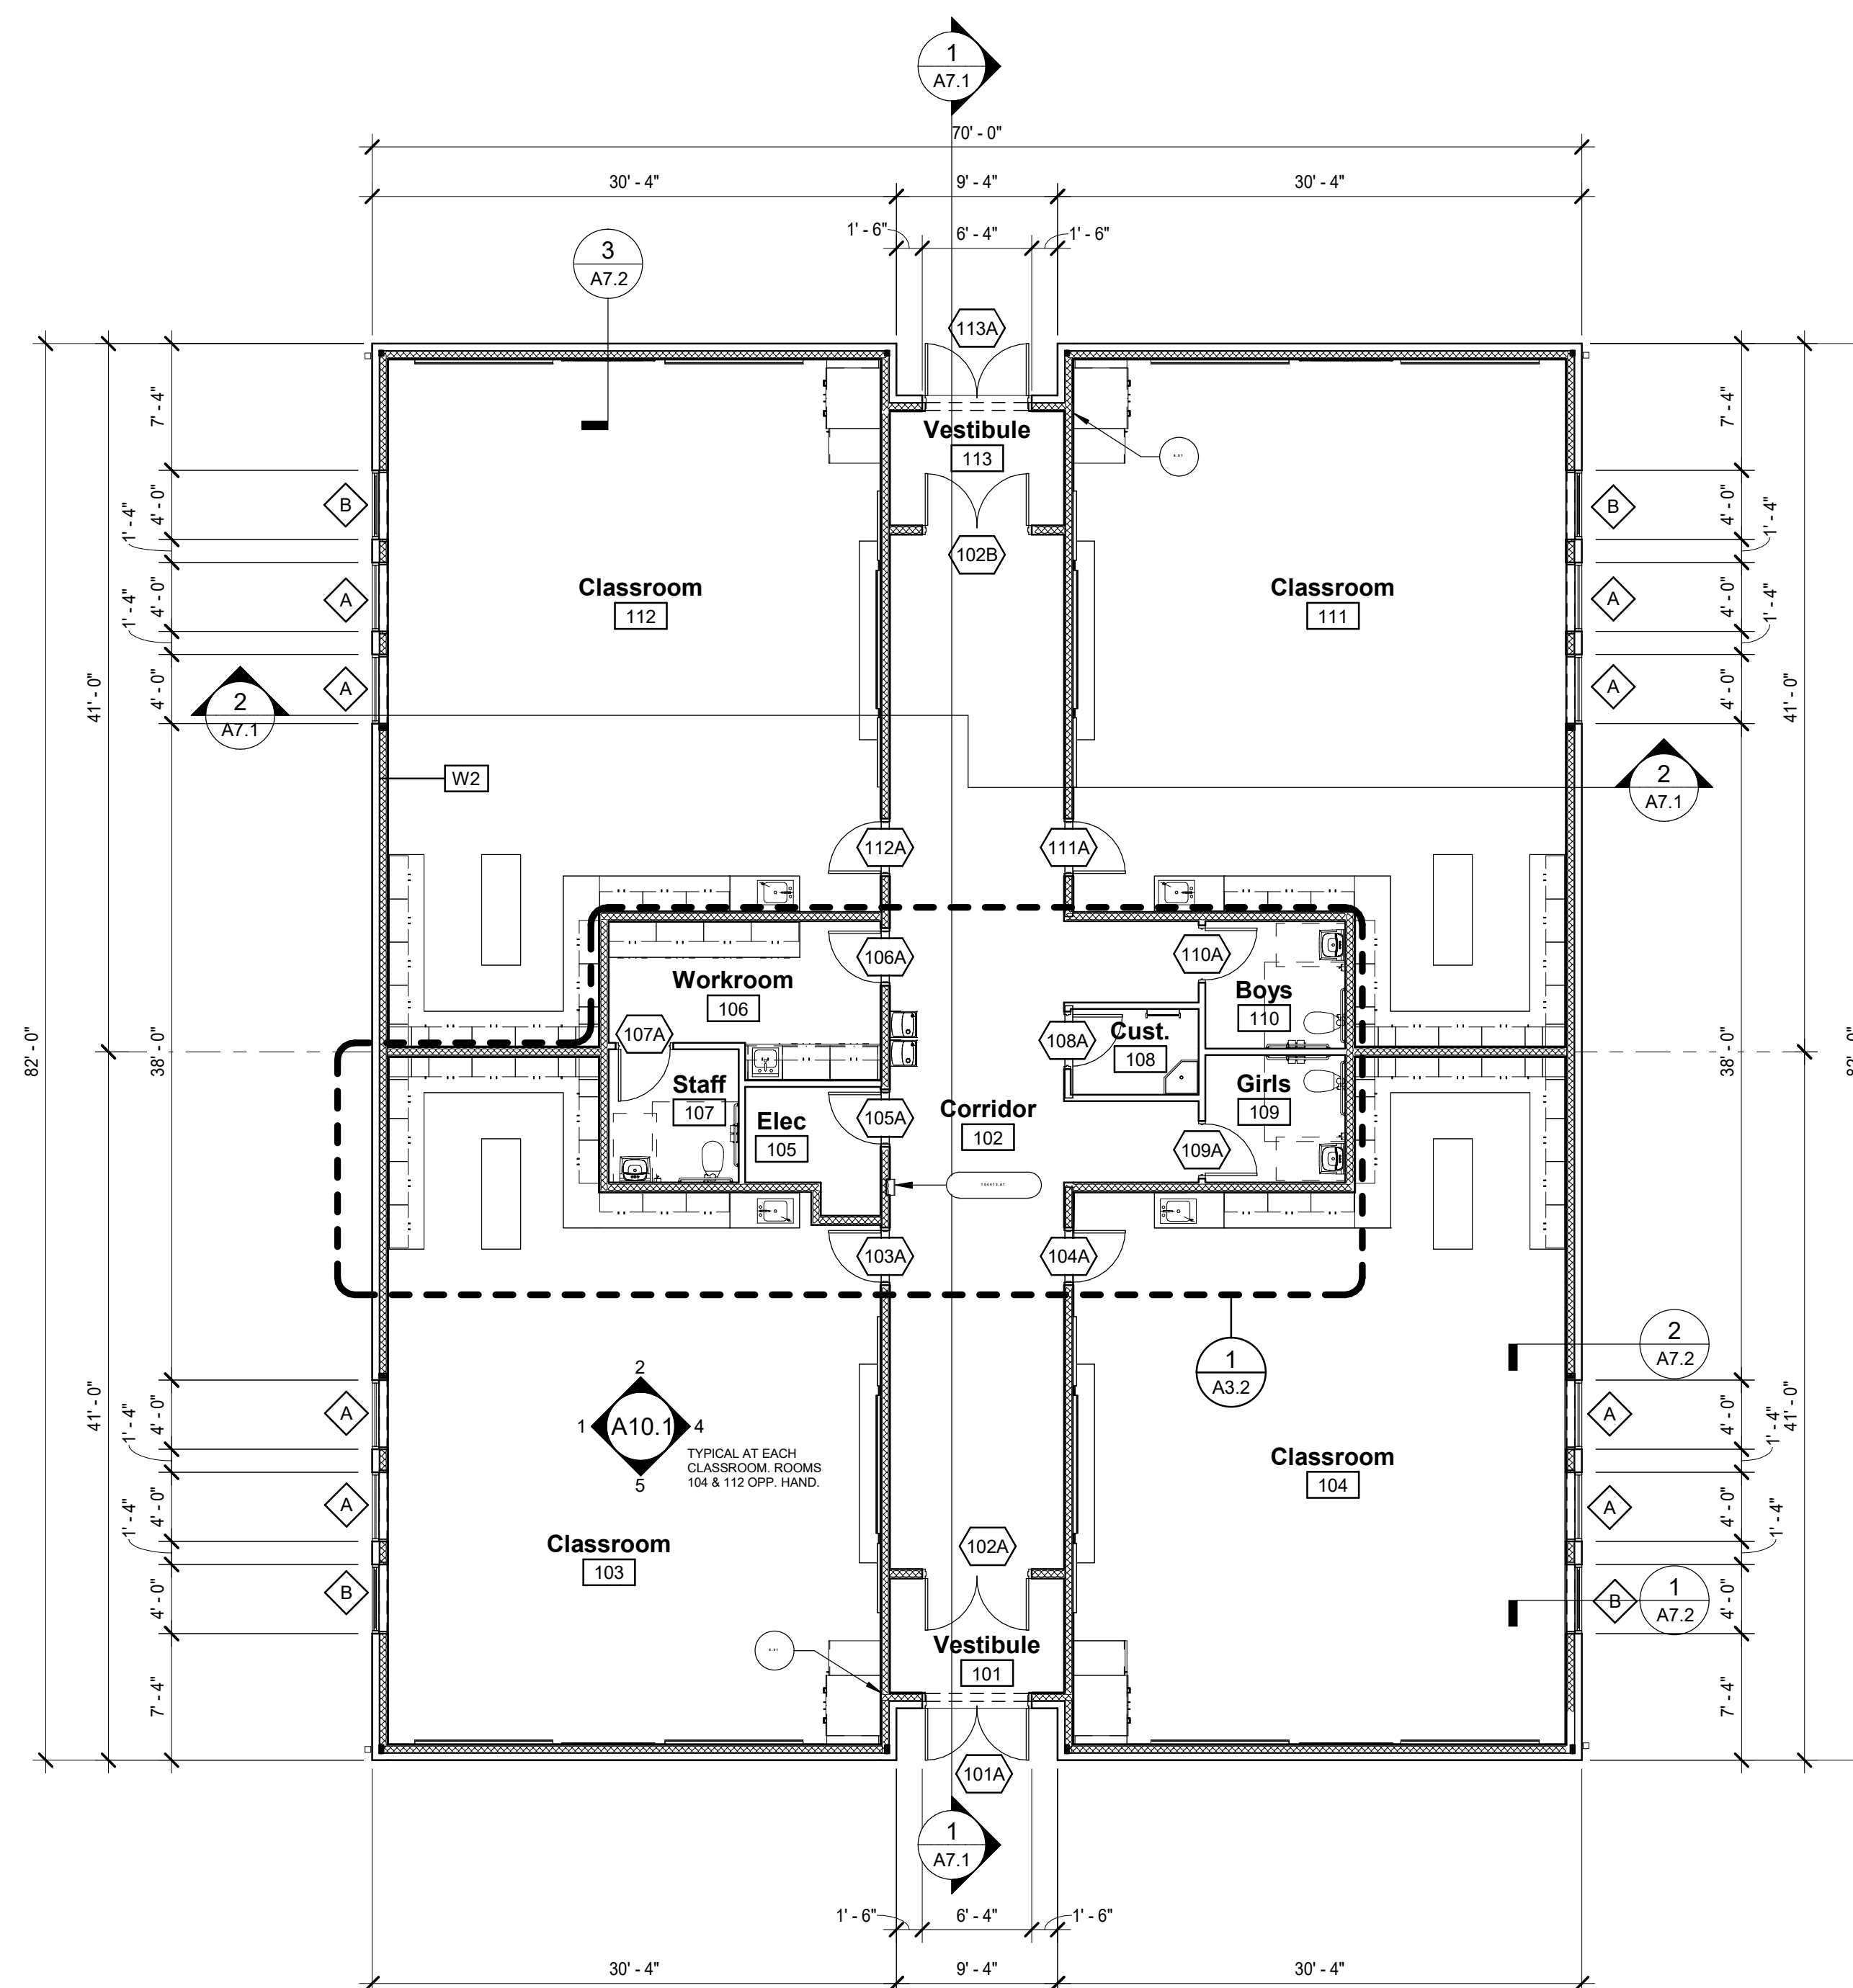 1
A7.1
70' - 0"
30' - 4"
9' - 4"
30' - 4"
1' - 6"
6' - 4"
1' - 6"
3
A7.2
113A
Vestibule
113
102B
7' - 4"
4' - 0"
1' - 4"
4' - 0"
1' - 4"
4' - 0"
41' - 0"
82' - 0"
38' - 0"
B
A
A
2
A7.1
W2
Classroom
112
Classroom
111
B
A
A
7' - 4"
4' - 0"
1' - 4"
4' - 0"
1' - 4"
4' - 0"
41' - 0"
38' - 0"
82' - 0"
2
A7.1
112A
111A
106A
110A
Workroom
106
Boys
110
107A
108A
Cust.
108
Staff
107
Elec
105
105A
Corridor
102
Girls
109
109A
103A
104A
2
A7.2
1
A3.2
2
1
A10.1
4
5
TYPICAL AT EACH
CLASSROOM. ROOMS
104 & 112 OPP. HAND.
Classroom
103
Classroom
104
102A
Vestibule
101
101A
41' - 0"
4' - 0"
1' - 4"
4' - 0"
1' - 4"
4' - 0"
7' - 4"
A
A
B
A
A
B
1
A7.2
4' - 0"
1' - 4"
41' - 0"
4' - 0"
1' - 4"
4' - 0"
7' - 4"
1
A7.1
1' - 6"
6' - 4"
1' - 6"
30' - 4"
9' - 4"
30' - 4"